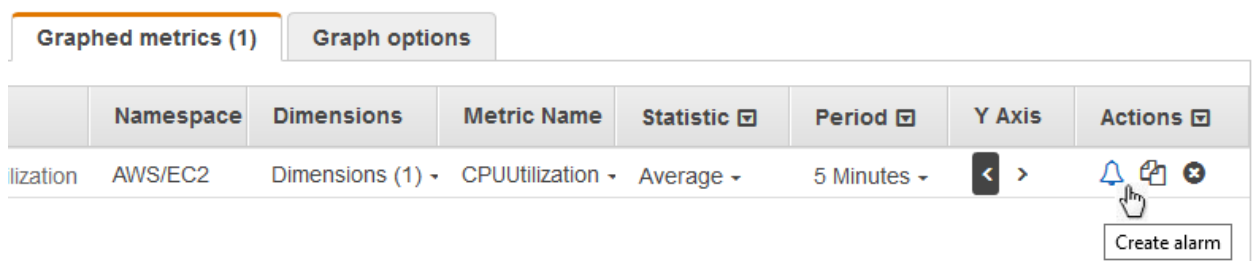 Graphed metrics (1) Graph options
Namespace Dimensions Metric Name Statistic Period Y Axis Actions
ilization AWS/EC2 Dimensions (1) CPUUtilization Average 5 Minutes < >
Create alarm